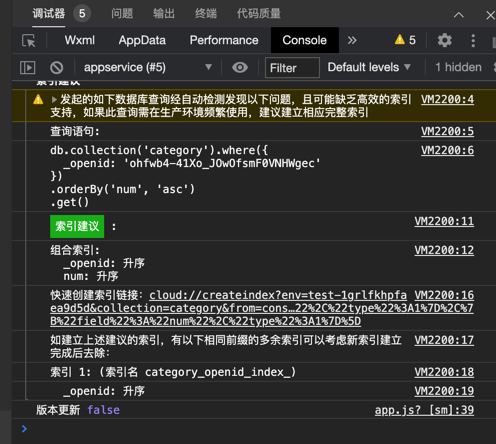 调试器 5 问题 输出 终端 代码质量
Wxml AppData Performance Console » 5
appservice (#5) Filter Default levels 1 hidden
索引建议
发起的如下数据库查询经自动检测发现以下问题，且可能缺乏高效的索引 VM2200:4
支持，如果此查询需在生产环境频繁使用，建议建立相应完整索引
查询语句: VM2200:5
db.collection('category').where({ VM2200:6
_openid: 'ohfwb4-41Xo_JOwOfsmF0VNHWgec'
})
.orderBy('num', 'asc')
.get()
索引建议 : VM2200:11
组合索引: VM2200:12
_openid: 升序
num: 升序
快速创建索引链接: cloud://createindex?env=test-1grlfkhpfa VM2200:16
ea9d5d&collection=category&from=cons…22%2C%22type%22%3A1%7D%2C%7
B%22field%22%3A%22num%22%2C%22type%22%3A1%7D%5D
如建立上述建议的索引，有以下相同前缀的多余索引可以考虑新索引建立 VM2200:17
完成后去除:
索引 1: (索引名 category_openid_index_) VM2200:18
_openid: 升序 VM2200:19
版本更新 false app.js? [sm]:39